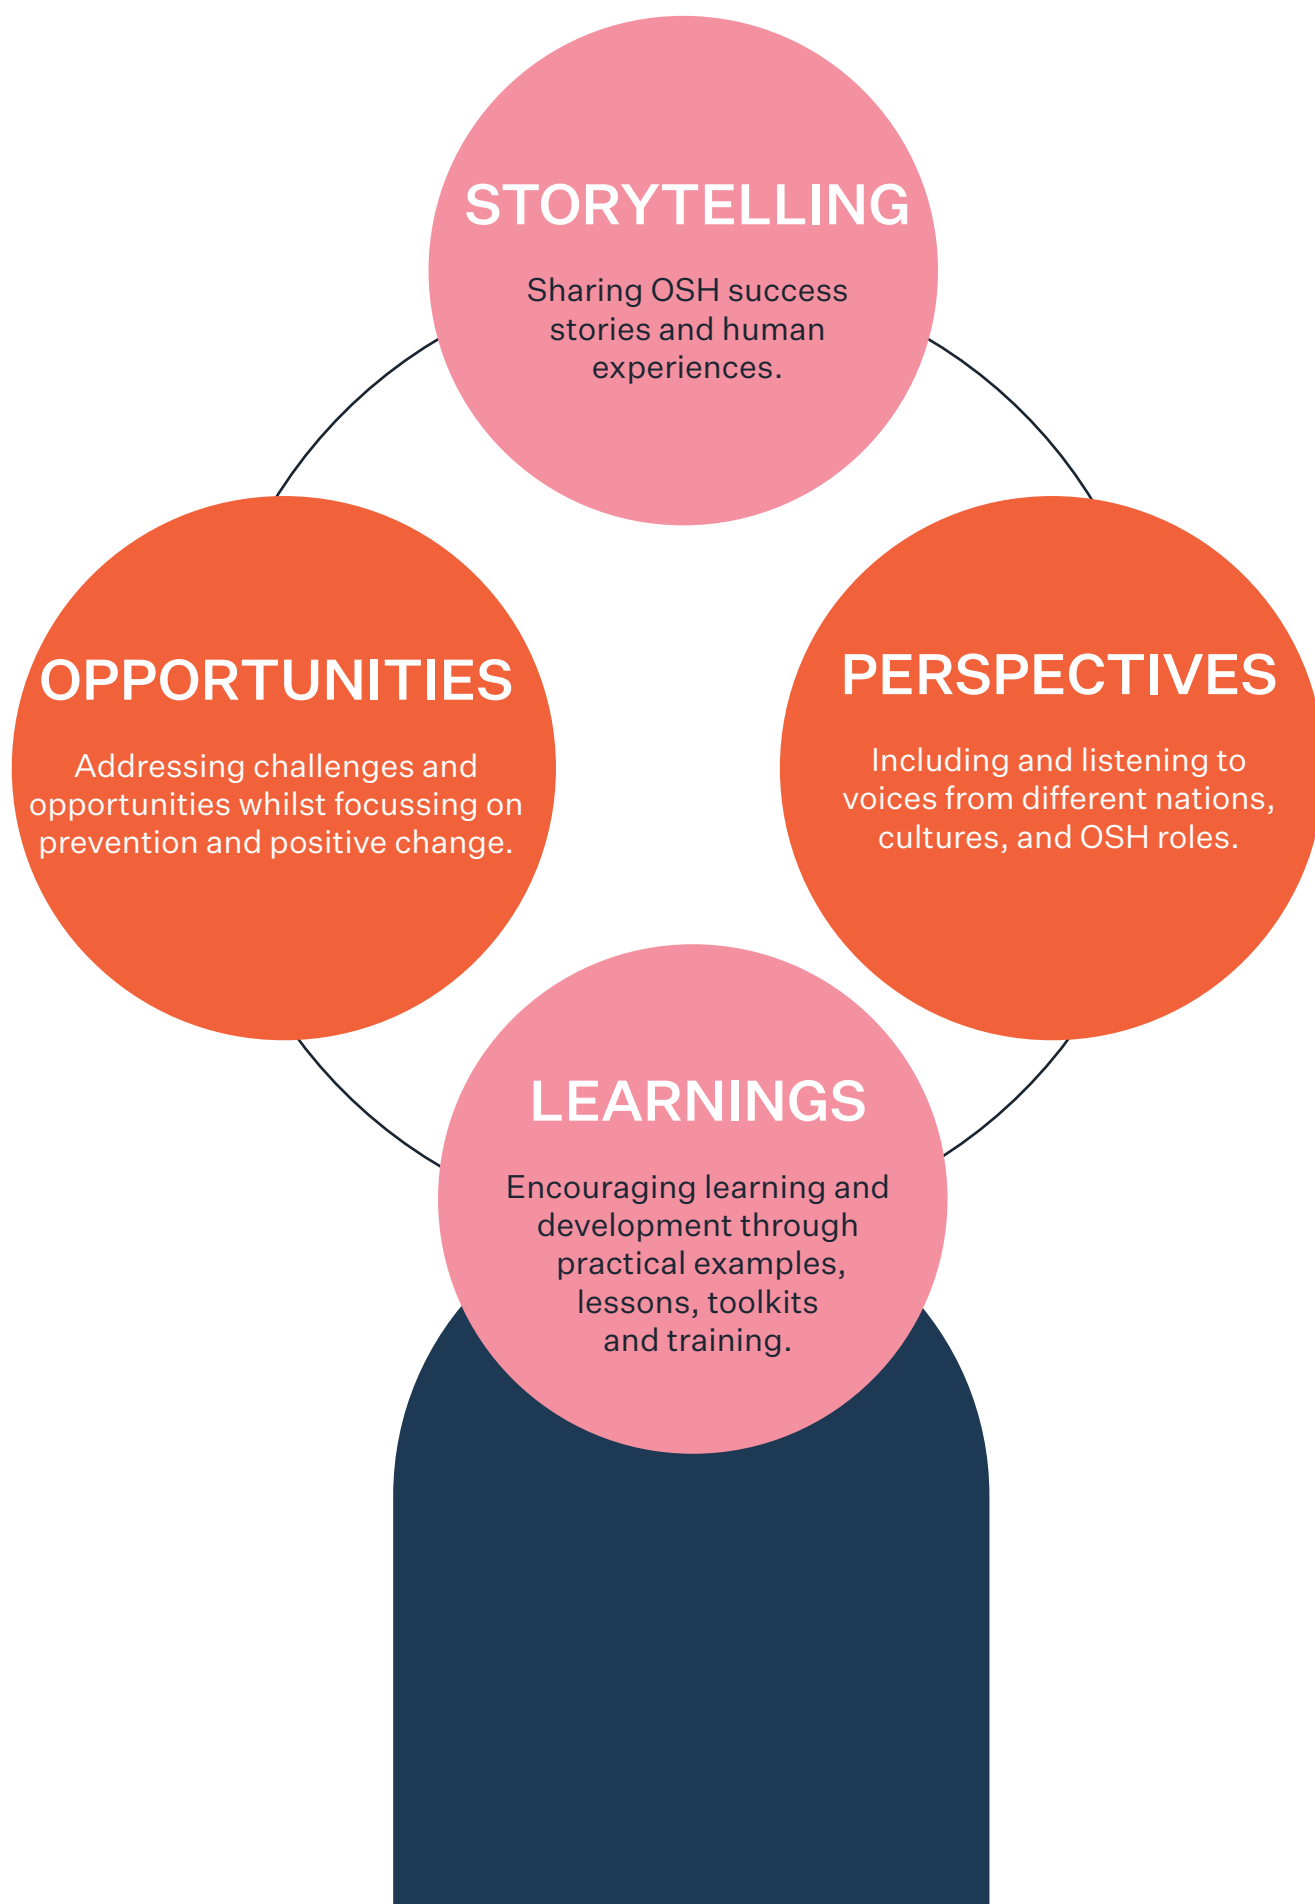 STORYTELLING
Sharing OSH success
stories and human
experiences.
OPPORTUNITIES
Addressing challenges and
opportunities whilst focussing on
prevention and positive change.
PERSPECTIVES
Including and listening to
voices from different nations,
cultures, and OSH roles.
LEARNINGS
Encouraging learning and
development through
practical examples,
lessons, toolkits
and training.